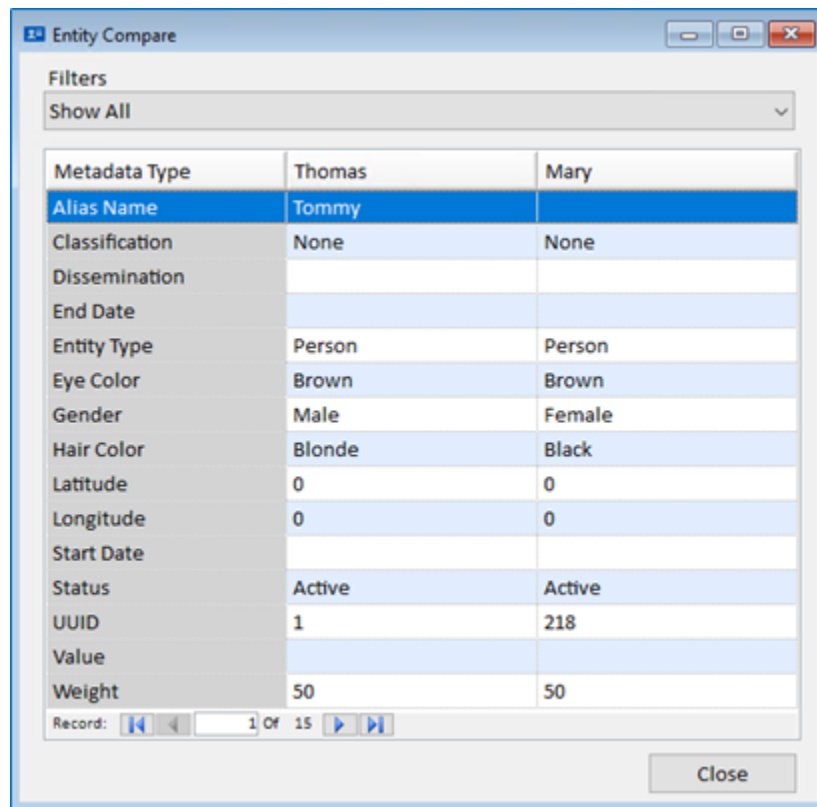 Entity Compare
Filters
Show All
Metadata Type Thomas Mary
Alias Name Tommy
Classification None None
Dissemination
End Date
Entity Type Person Person
Eye Color Brown Brown
Gender Male Female
Hair Color Blonde Black
Latitude 0 0
Longitude 0 0
Start Date
Status Active Active
UUID 1 218
Value
Weight 50 50
Record: 1 Of 15
Close